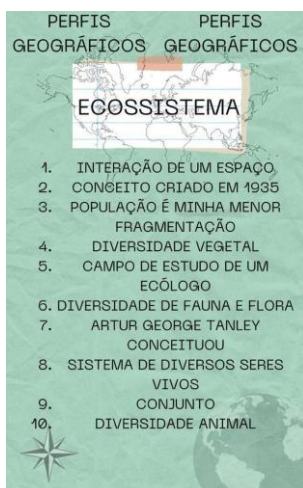 PERFIS PERFIS
GEOGRÁFICOS GEOGRÁFICOS
ECOSSISTEMA
1. INTERAÇÃO DE UM ESPAÇO
2. CONCEITO CRIADO EM 1935
3. POPULAÇÃO É MINHA MENOR
FRAGMENTAÇÃO
4. DIVERSIDADE VEGETAL
5. CAMPO DE ESTUDO DE UM
ECÓLOGO
6. DIVERSIDADE DE FAUNA E FLORA
7. ARTUR GEORGE TANLEY
CONCEITUOU
8. SISTEMA DE DIVERSOS SERES
VIVOS
9. CONJUNTO
10. DIVERSIDADE ANIMAL